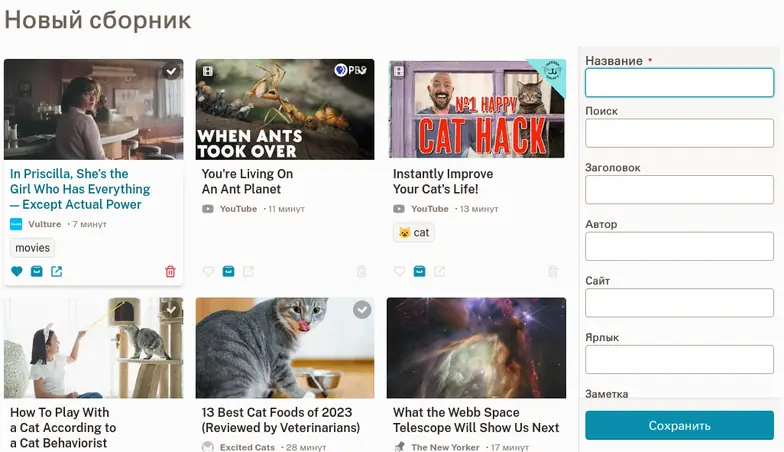 Новый сборник
PBS
WHEN ANTS
TOOK OVER
№1 HAPPY
CAT HACK
In Priscilla, She's the
Girl Who Has Everything
— Except Actual Power
Vulture • 7 минут
movies
You're Living On
An Ant Planet
YouTube • 11 минут
Instantly Improve
Your Cat's Life!
YouTube • 13 минут
😼 cat
How To Play With
a Cat According to
a Cat Behaviorist
13 Best Cat Foods of 2023
(Reviewed by Veterinarians)
Excited Cats • 28 минут
What the Webb Space
Telescope Will Show Us Next
The New Yorker • 17 минут
Название •
Поиск
Заголовок
Автор
Сайт
Ярлык
Заметка
Сохранить